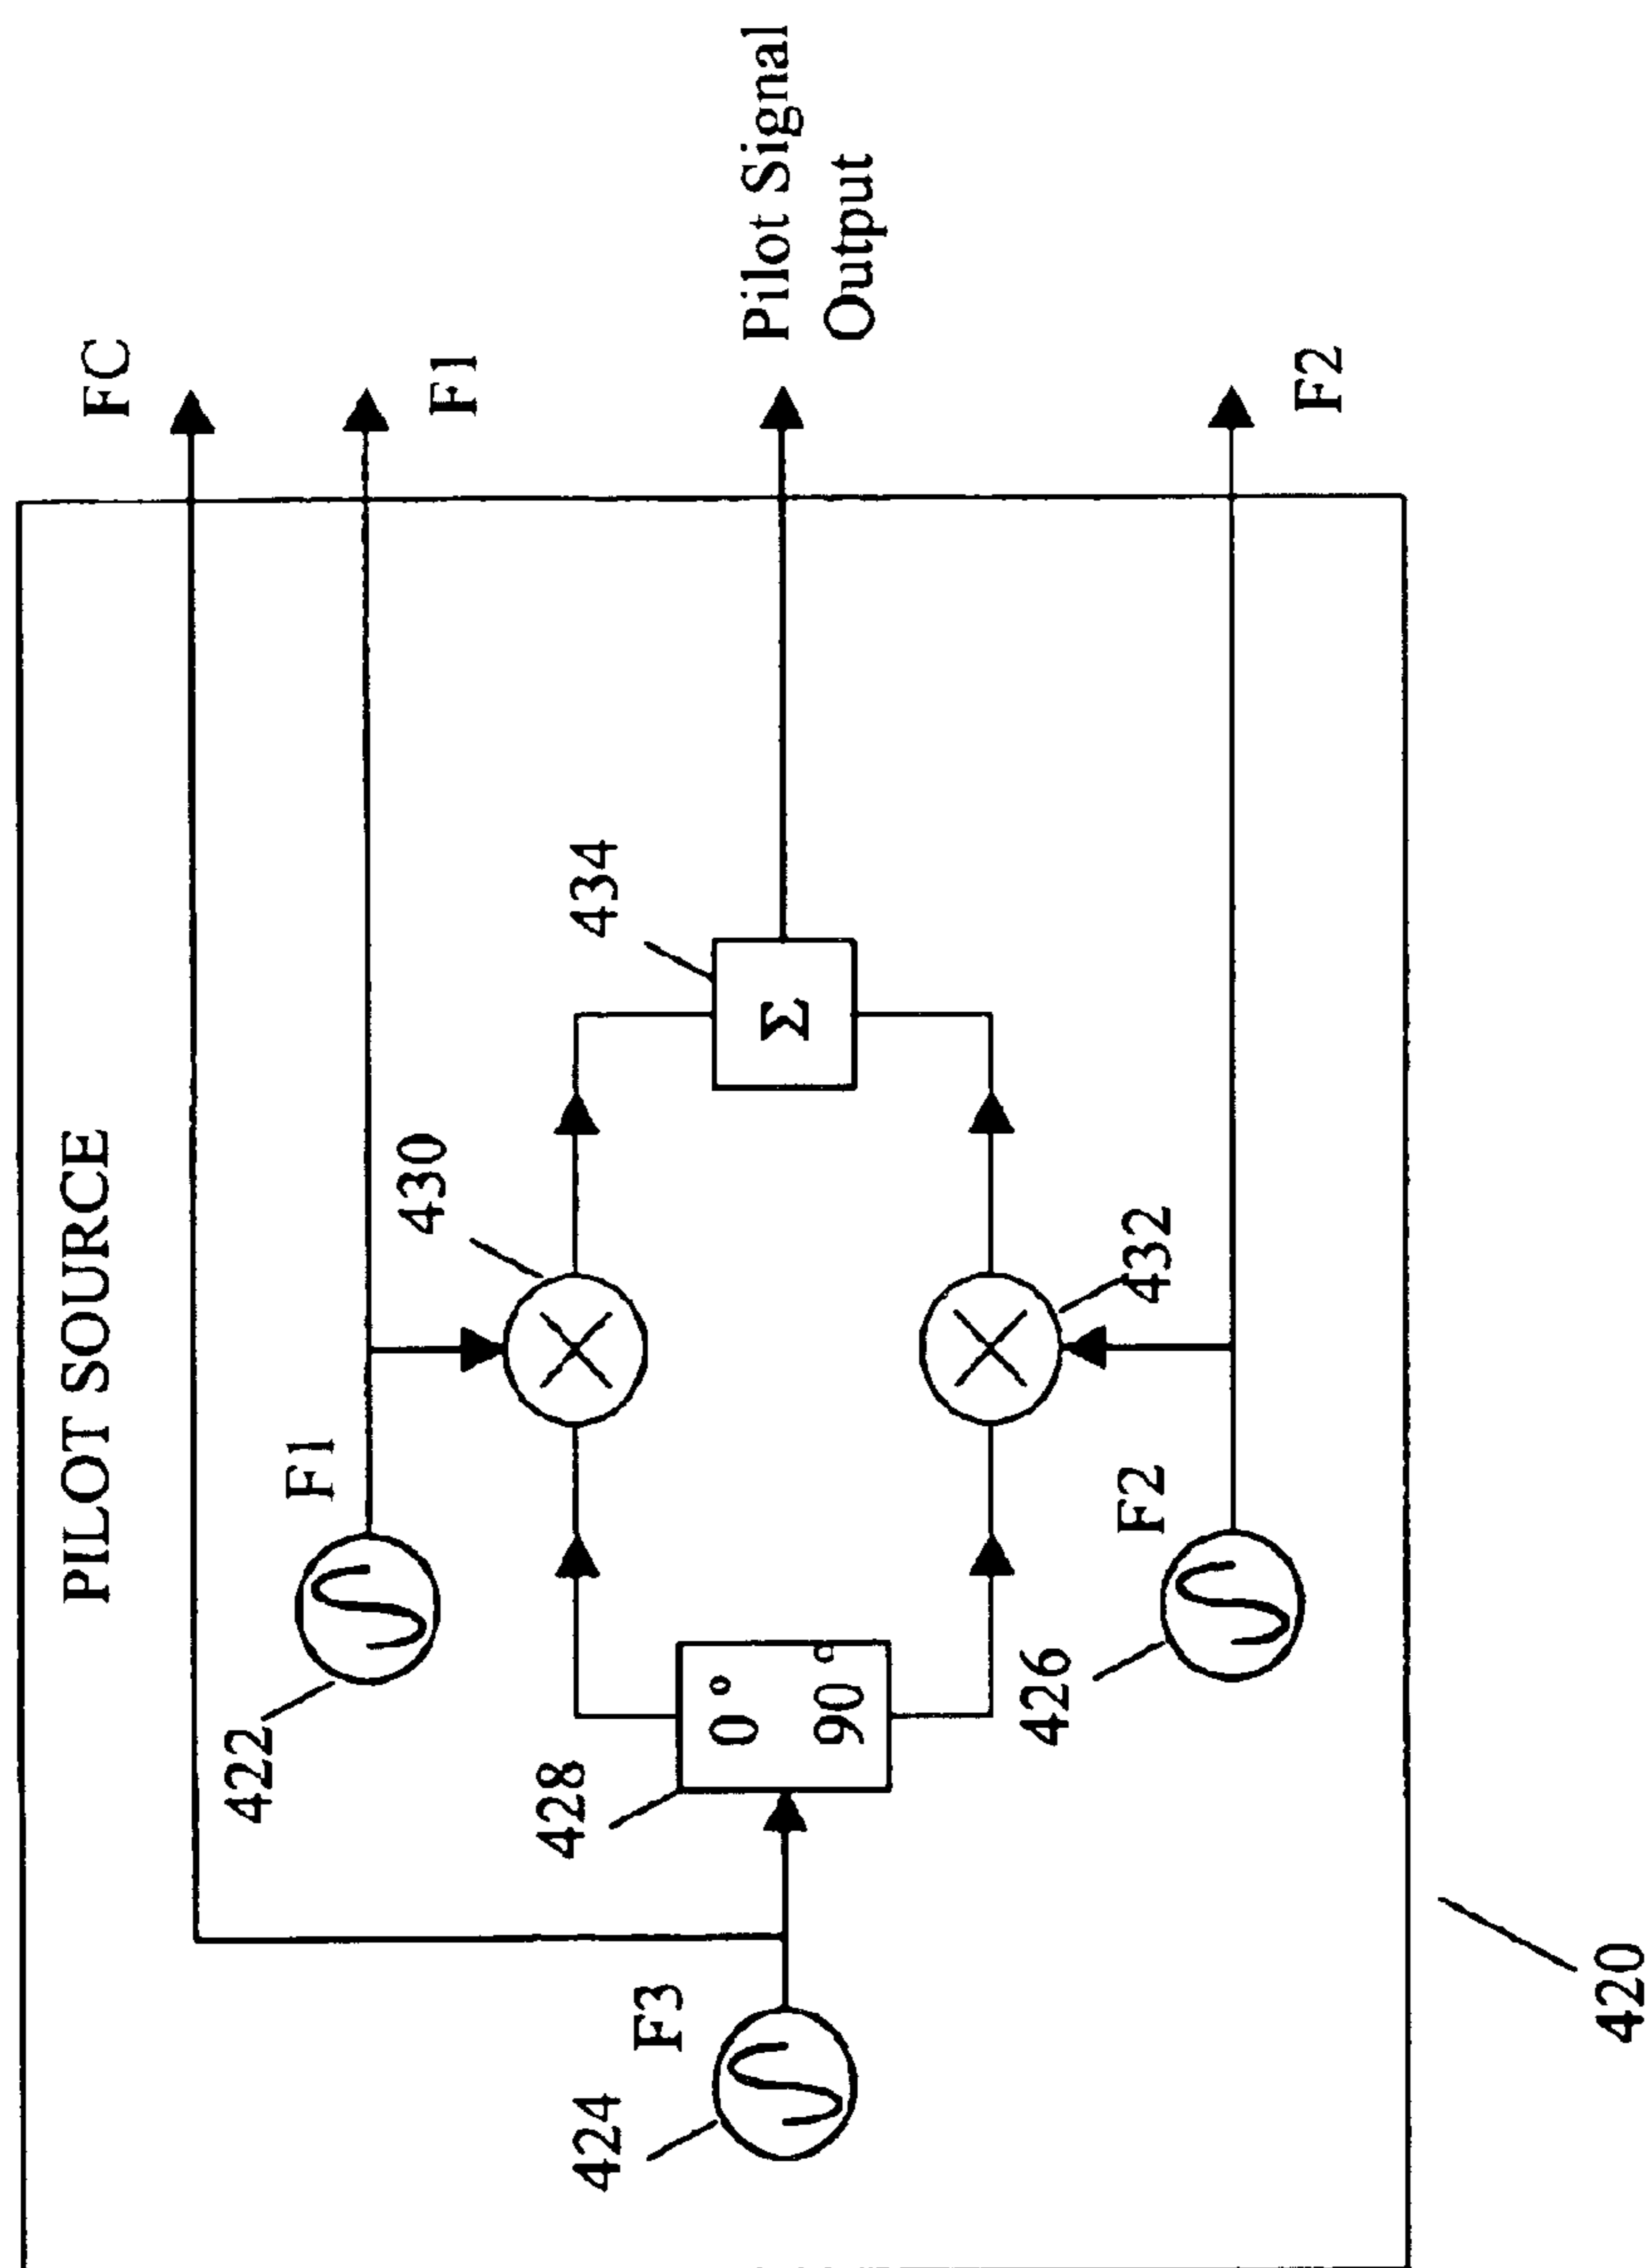 PILOT SOURCE
FC
F1
422
F1
430
428
0°
90°
434
Σ
Pilot Signal
Output
424
F3
426
F2
432
F2
420